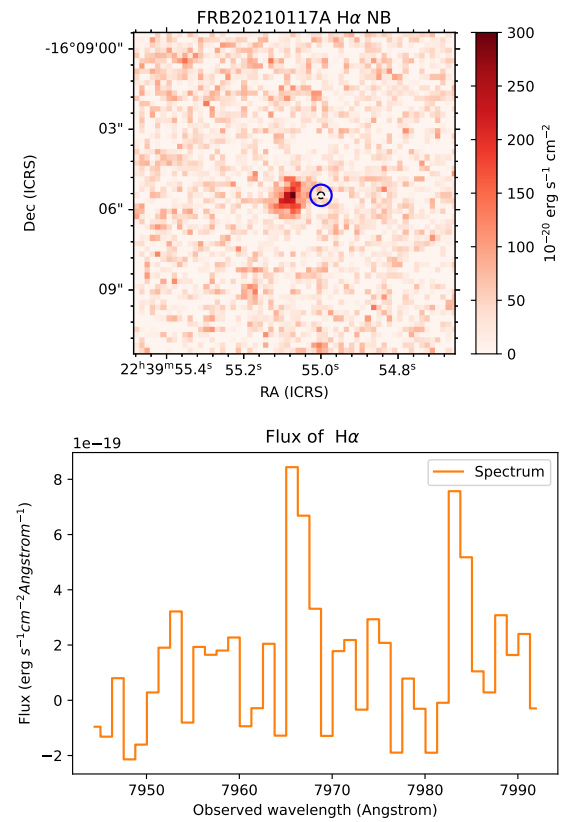 FRB20210117A Hα NB
-16°09'00"
03"
06"
09"
Dec (ICRS)
22ʰ39ᵐ55.4ˢ 55.2ˢ 55.0ˢ 54.8ˢ
RA (ICRS)
300
250
200
150
100
50
0
10⁻²⁰ erg s⁻¹ cm⁻²
Flux of Hα
1e−19
Spectrum
8
6
4
2
0
−2
Flux (erg s⁻¹cm⁻²Angstrom⁻¹)
7950 7960 7970 7980 7990
Observed wavelength (Angstrom)